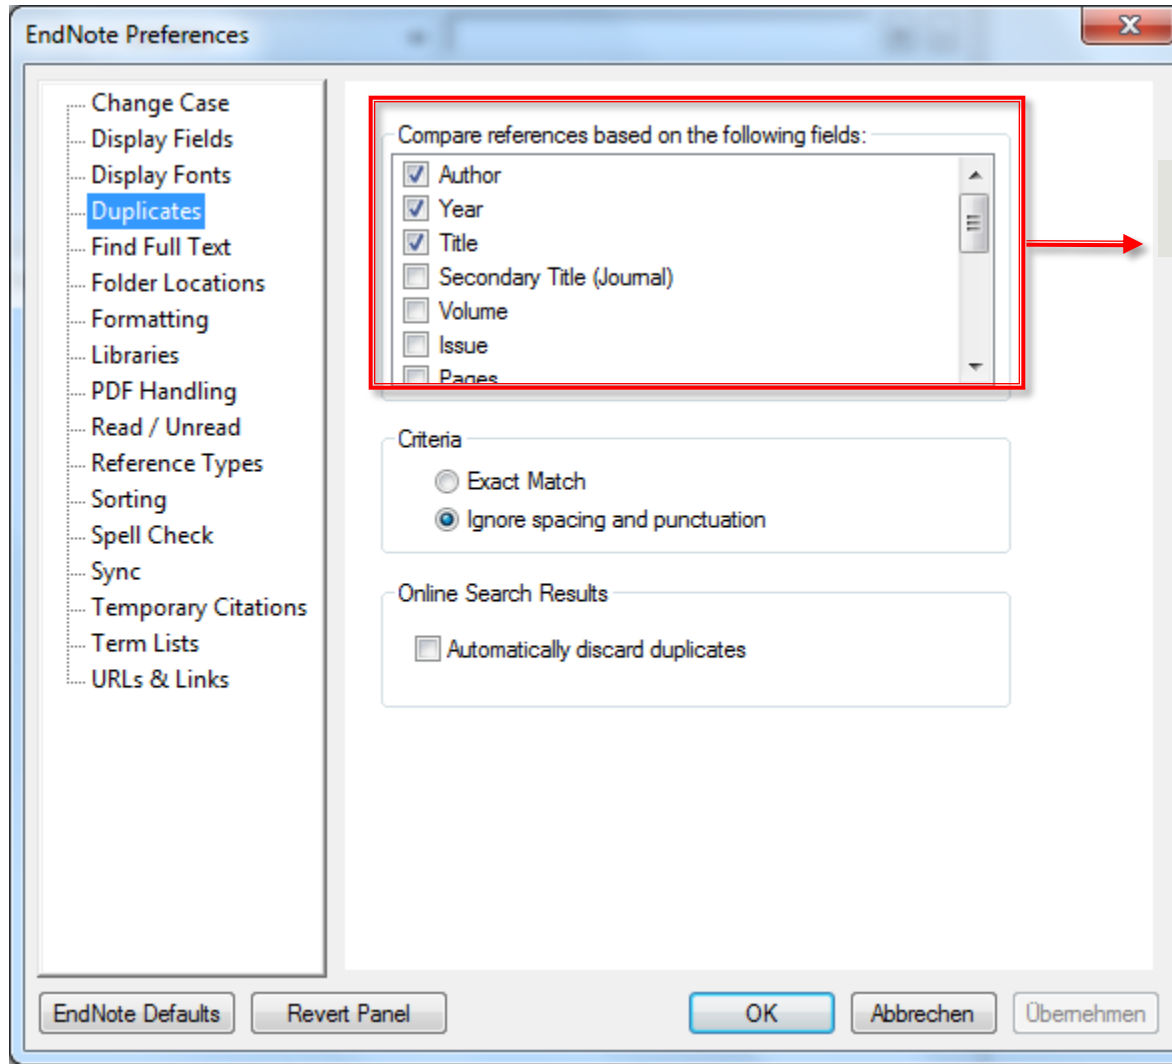 EndNote Preferences
Change Case
Display Fields
Display Fonts
Duplicates
Find Full Text
Folder Locations
Formatting
Libraries
PDF Handling
Read / Unread
Reference Types
Sorting
Spell Check
Sync
Temporary Citations
Term Lists
URLs & Links
Compare references based on the following fields:
Author
Year
Title
Secondary Title (Journal)
Volume
Issue
Pages
Criteria
Exact Match
Ignore spacing and punctuation
Online Search Results
Automatically discard duplicates
EndNote Defaults
Revert Panel
OK
Abbrechen
Übernehmen